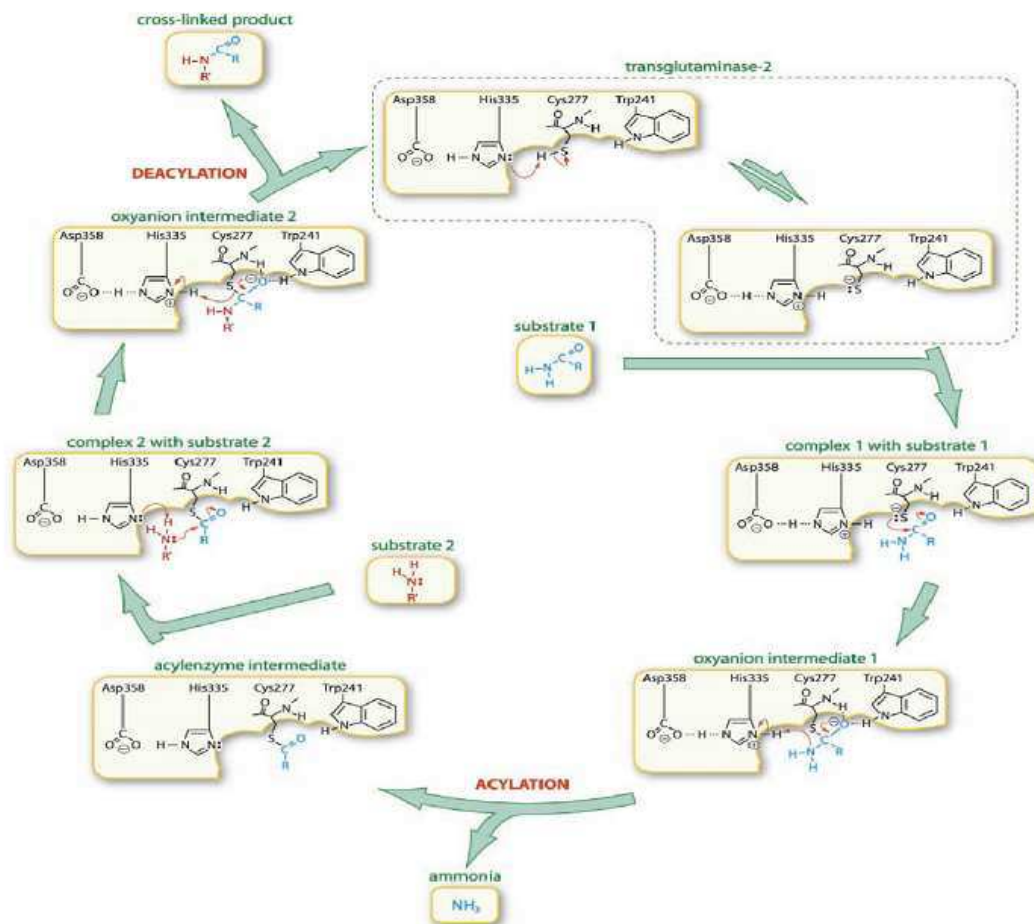 cross-linked product
H-N-C=O
R
R'
transglutaminase-2
Asp358 His335 Cys277 Trp241
DEACYLATION
oxyanion intermediate 2
Asp358 His335 Cys277 Trp241
Asp358 His335 Cys277 Trp241
substrate 1
H-N-C=O
R
H
complex 2 with substrate 2
Asp358 His335 Cys277 Trp241
complex 1 with substrate 1
Asp358 His335 Cys277 Trp241
substrate 2
H
H-N:
R'
acylenzyme intermediate
Asp358 His335 Cys277 Trp241
oxyanion intermediate 1
Asp358 His335 Cys277 Trp241
ACYLATION
ammonia
NH₃